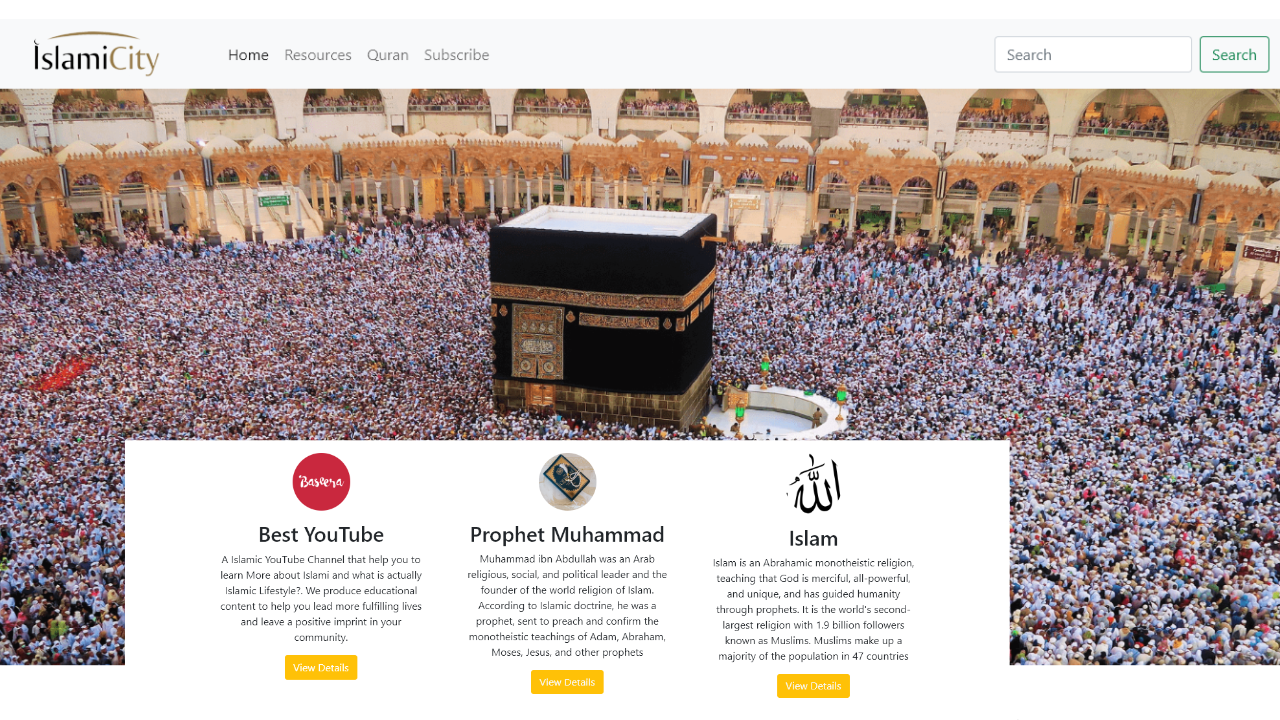 IslamiCity
Home Resources Quran Subscribe
Search Search
Baseera
Best YouTube
A Islamic YouTube Channel that help you to
learn More about Islami and what is actually
Islamic Lifestyle?. We produce educational
content to help you lead more fulfilling lives
and leave a positive imprint in your
community.
View Details
Prophet Muhammad
Muhammad ibn Abdullah was an Arab
religious, social, and political leader and the
founder of the world religion of Islam.
According to Islamic doctrine, he was a
prophet, sent to preach and confirm the
monotheistic teachings of Adam, Abraham,
Moses, Jesus, and other prophets
View Details
الله
Islam
Islam is an Abrahamic monotheistic religion,
teaching that God is merciful, all-powerful,
and unique, and has guided humanity
through prophets. It is the world's second-
largest religion with 1.9 billion followers
known as Muslims. Muslims make up a
majority of the population in 47 countries
View Details